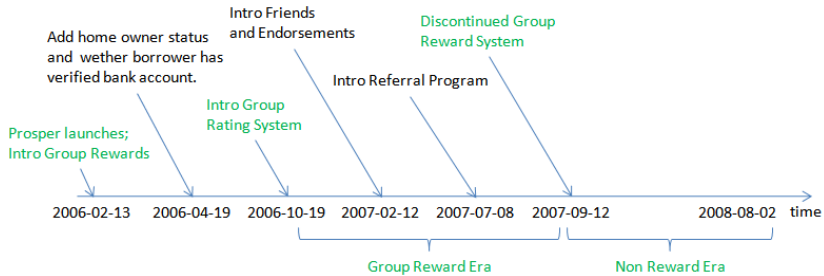 Intro Friends
and Endorsements
Discontinued Group
Reward System
Add home owner status
and wether borrower has
verified bank account.
Intro Referral Program
Intro Group
Rating System
Prosper launches;
Intro Group Rewards
2006-02-13 2006-04-19 2006-10-19 2007-02-12 2007-07-08 2007-09-12 2008-08-02 time
Group Reward Era Non Reward Era